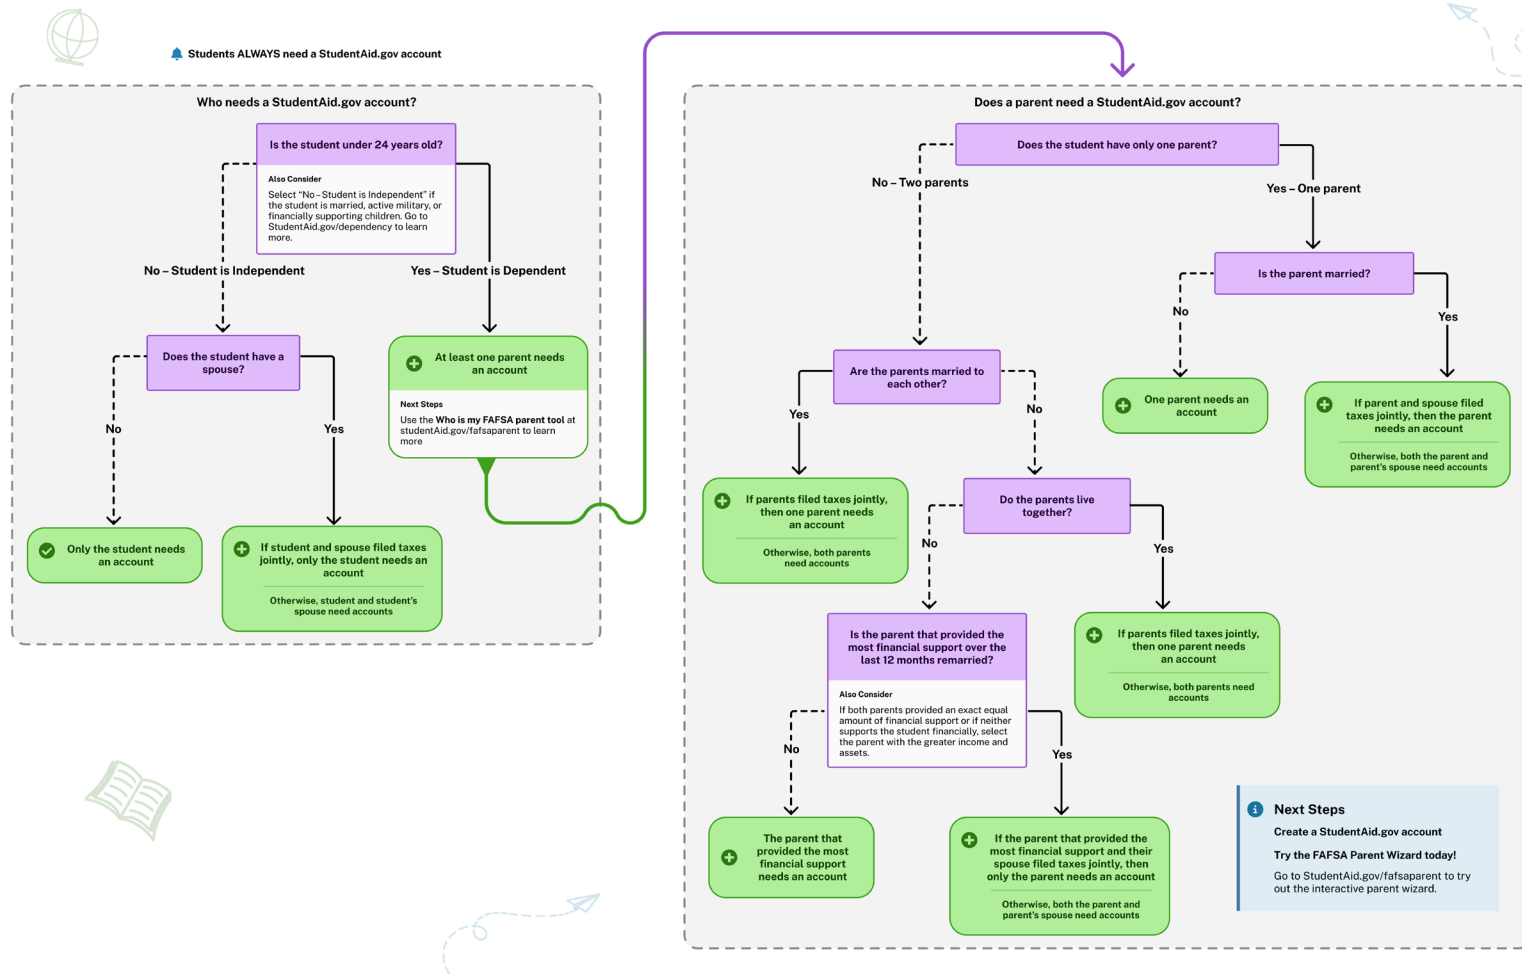 Students ALWAYS need a StudentAid.gov account
Who needs a StudentAid.gov account?
Is the student under 24 years old?
Also Consider
Select “No – Student is Independent” if
the student is married, active military, or
financially supporting children. Go to
StudentAid.gov/dependency to learn
more.
No – Student is Independent
Yes – Student is Dependent
Does the student have a
spouse?
At least one parent needs
an account
Next Steps
Use the Who is my FAFSA parent tool at
studentAid.gov/fafsaparent to learn
more
No
Yes
Only the student needs
an account
If student and spouse filed taxes
jointly, only the student needs an
account
Otherwise, student and student’s
spouse need accounts
Does a parent need a StudentAid.gov account?
Does the student have only one parent?
No – Two parents
Yes – One parent
Is the parent married?
No
Yes
One parent needs an
account
If parent and spouse filed
taxes jointly, then the parent
needs an account
Otherwise, both the parent and
parent’s spouse need accounts
Are the parents married to
each other?
Yes
No
If parents filed taxes jointly,
then one parent needs
an account
Otherwise, both parents
need accounts
Do the parents live
together?
No
Yes
If parents filed taxes jointly,
then one parent needs
an account
Otherwise, both parents need
accounts
Is the parent that provided the
most financial support over the
last 12 months remarried?
Also Consider
If both parents provided an exact equal
amount of financial support or if neither
supports the student financially, select
the parent with the greater income and
assets.
No
Yes
The parent that
provided the most
financial support
needs an account
If the parent that provided the
most financial support and their
spouse filed taxes jointly, then
only the parent needs an account
Otherwise, both the parent and
parent’s spouse need accounts
Next Steps
Create a StudentAid.gov account
Try the FAFSA Parent Wizard today!
Go to StudentAid.gov/fafsaparent to try
out the interactive parent wizard.